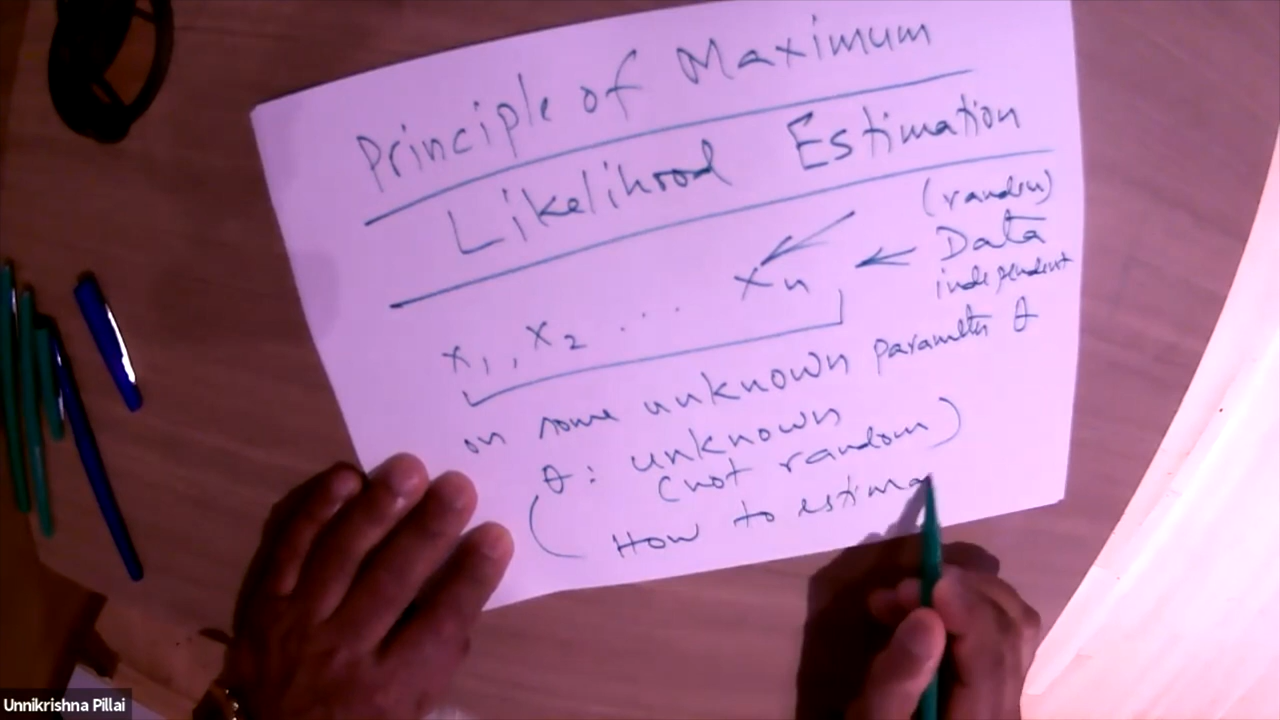 Principle of Maximum
Likelihood Estimation
(random)
Data
independent
x1, x2 . . . xn
on some unknown parameter θ
θ : unknown
(not random)
How to estima
Unnikrishna Pillai